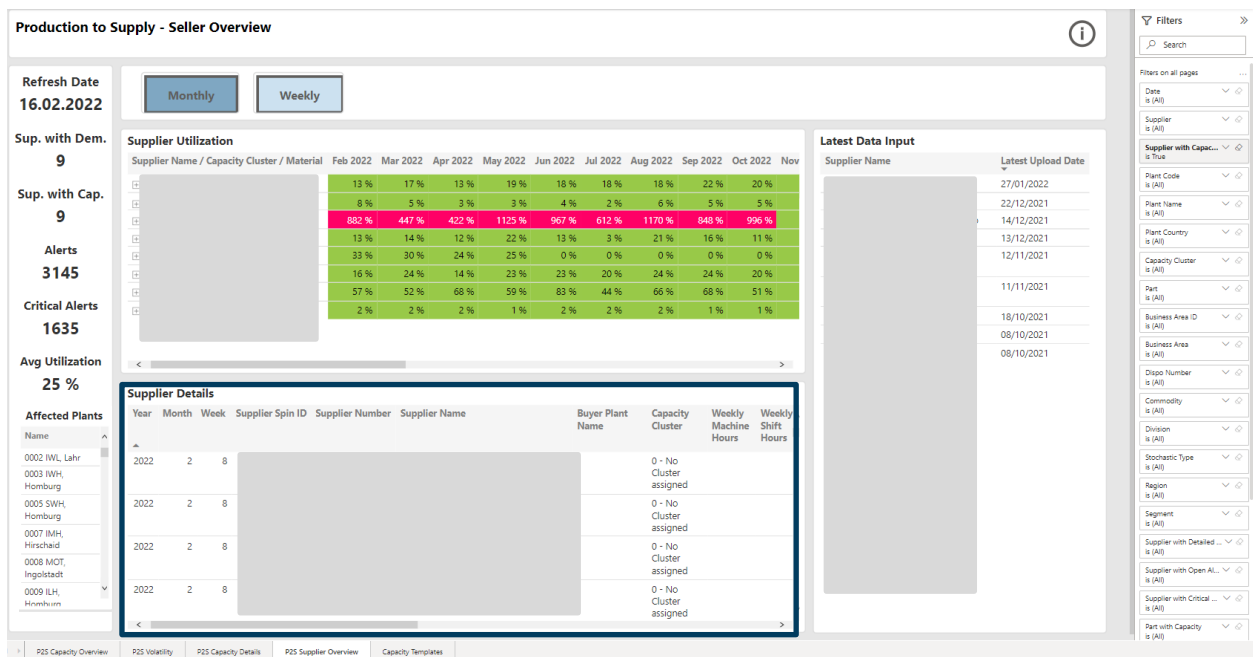 Production to Supply - Seller Overview
Refresh Date
16.02.2022
Sup. with Dem.
9
Sup. with Cap.
9
Alerts
3145
Critical Alerts
1635
Avg Utilization
25 %
Affected Plants
Name
0002 IWL, Lahr
0003 IWH,
Homburg
0005 SWH,
Homburg
0007 IMH,
Hirschaid
0008 MOT,
Ingolstadt
0009 ILH,
Homburg
Monthly
Weekly
Supplier Utilization
Supplier Name / Capacity Cluster / Material Feb 2022 Mar 2022 Apr 2022 May 2022 Jun 2022 Jul 2022 Aug 2022 Sep 2022 Oct 2022 Nov
13 % 17 % 13 % 19 % 18 % 18 % 18 % 22 % 20 %
8 % 5 % 3 % 3 % 4 % 2 % 6 % 5 % 5 %
882 % 447 % 422 % 1125 % 967 % 612 % 1170 % 848 % 996 %
13 % 14 % 12 % 22 % 13 % 3 % 21 % 16 % 11 %
33 % 30 % 24 % 25 % 0 % 0 % 0 % 0 % 0 %
16 % 24 % 14 % 23 % 23 % 20 % 24 % 24 % 20 %
57 % 52 % 68 % 59 % 83 % 44 % 66 % 68 % 51 %
2 % 2 % 2 % 1 % 2 % 2 % 2 % 1 % 1 %
Supplier Details
Year Month Week Supplier Spin ID Supplier Number Supplier Name Buyer Plant Capacity Weekly Weekly
Name Cluster Machine Shift
Hours Hours
2022 2 8 0 - No
Cluster
assigned
2022 2 8 0 - No
Cluster
assigned
2022 2 8 0 - No
Cluster
assigned
2022 2 8 0 - No
Cluster
assigned
Latest Data Input
Supplier Name Latest Upload Date
27/01/2022
22/12/2021
14/12/2021
13/12/2021
12/11/2021
11/11/2021
18/10/2021
08/10/2021
08/10/2021
Filters
Search
Filters on all pages ...
Date
is (All)
Supplier
is (All)
Supplier with Capac...
is True
Plant Code
is (All)
Plant Name
is (All)
Plant Country
is (All)
Capacity Cluster
is (All)
Part
is (All)
Business Area ID
is (All)
Business Area
is (All)
Dispo Number
is (All)
Commodity
is (All)
Division
is (All)
Stochastic Type
is (All)
Region
is (All)
Segment
is (All)
Supplier with Detailed ...
is (All)
Supplier with Open Al...
is (All)
Supplier with Critical ...
is (All)
Part with Capacity
is (All)
P2S Capacity Overview P2S Volatility P2S Capacity Details P2S Supplier Overview Capacity Templates